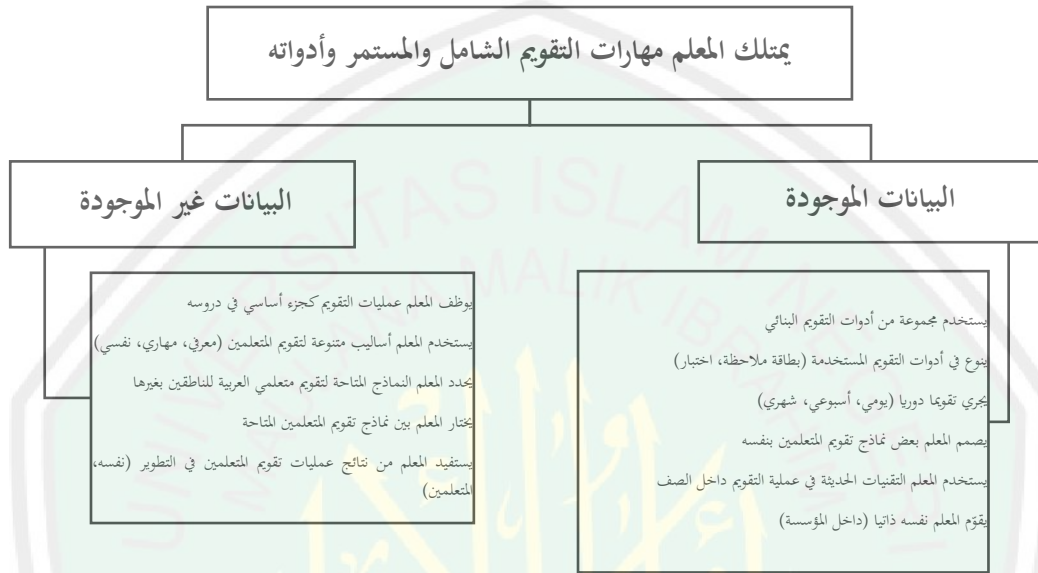 يمتلك المعلم مهارات التقويم الشامل والمستمر وأدواته
البيانات الموجودة
البيانات غير الموجودة
يستخدم مجموعة من أدوات التقويم البنائي
ينوع في أدوات التقويم المستخدمة (بطاقة ملاحظة، اختبار)
يجري تقويما دوريا (يومي، أسبوعي، شهري)
يصمم المعلم بعض نماذج تقويم المتعلمين بنفسه
يستخدم المعلم التقنيات الحديثة في عملية التقويم داخل الصف
يقوّم المعلم نفسه ذاتيا (داخل المؤسسة)
يوظف المعلم عمليات التقويم كجزء أساسي في دروسه
يستخدم المعلم أساليب متنوعة لتقويم المتعلمين (معرفي، مهاري، نفسي)
يحدد المعلم النماذج المتاحة لتقويم متعلمي العربية للناطقين بغيرها
يختار المعلم بين نماذج تقويم المتعلمين المتاحة
يستفيد المعلم من نتائج عمليات تقويم المتعلمين في التطوير (نفسه،
المتعلمين)